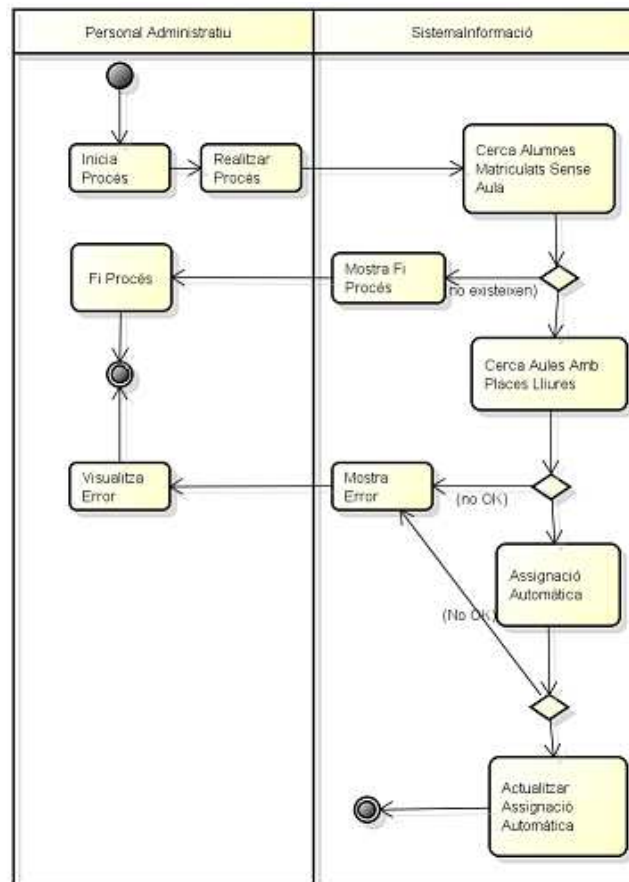 Personal Administratiu
SistemaInformació
Inicia
Procés
Realitzar
Procés
Cerca Alumnes
Matriculats Sense
Aula
Fi Procés
Mostra Fi
Procés
(no existeixen)
Cerca Aules Amb
Places Lliures
Visualitza
Error
Mostra
Error
(no OK)
Assignació
Automàtica
(No OK)
Actualitzar
Assignació
Automàtica